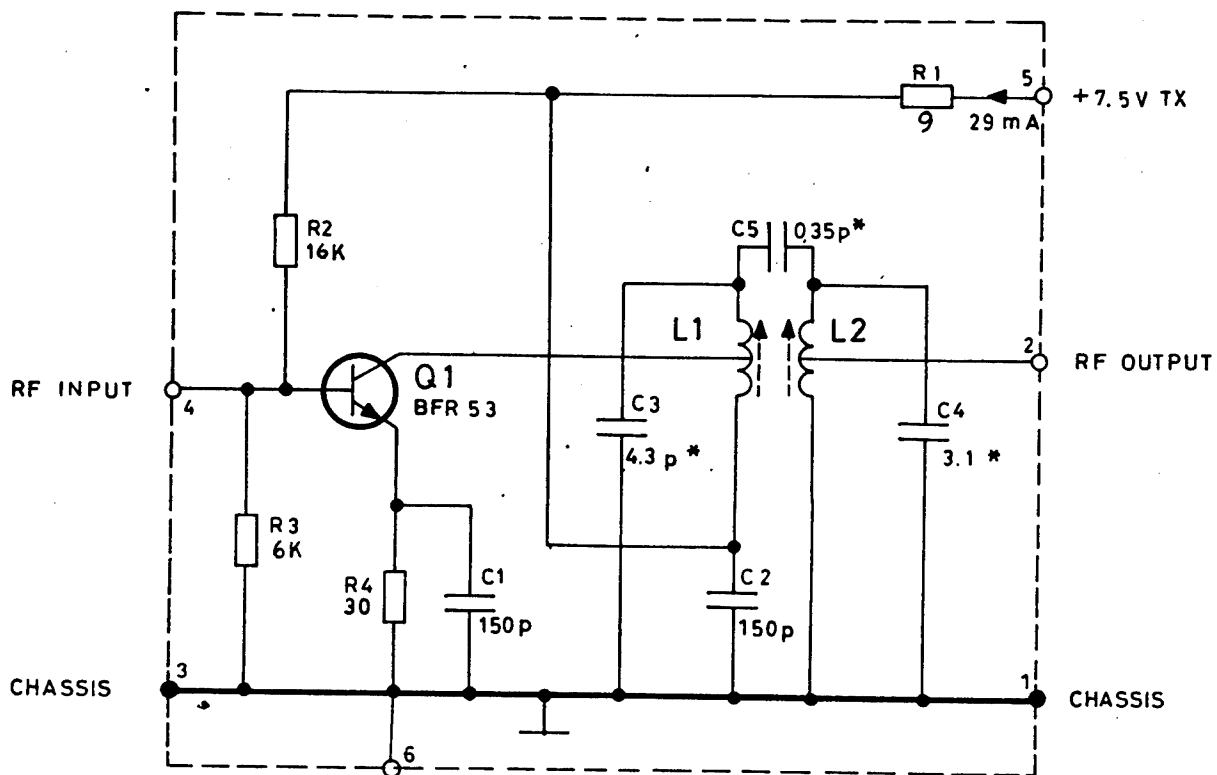 R1
5
+7.5V TX
9
29 mA
R2
16K
C5
0.35p*
L1
L2
2
RF OUTPUT
RF INPUT
4
Q1
BFR 53
C3
4.3p*
C4
3.1*
R3
6K
R4
30
C1
150p
C2
150p
CHASSIS
3
1
CHASSIS
6